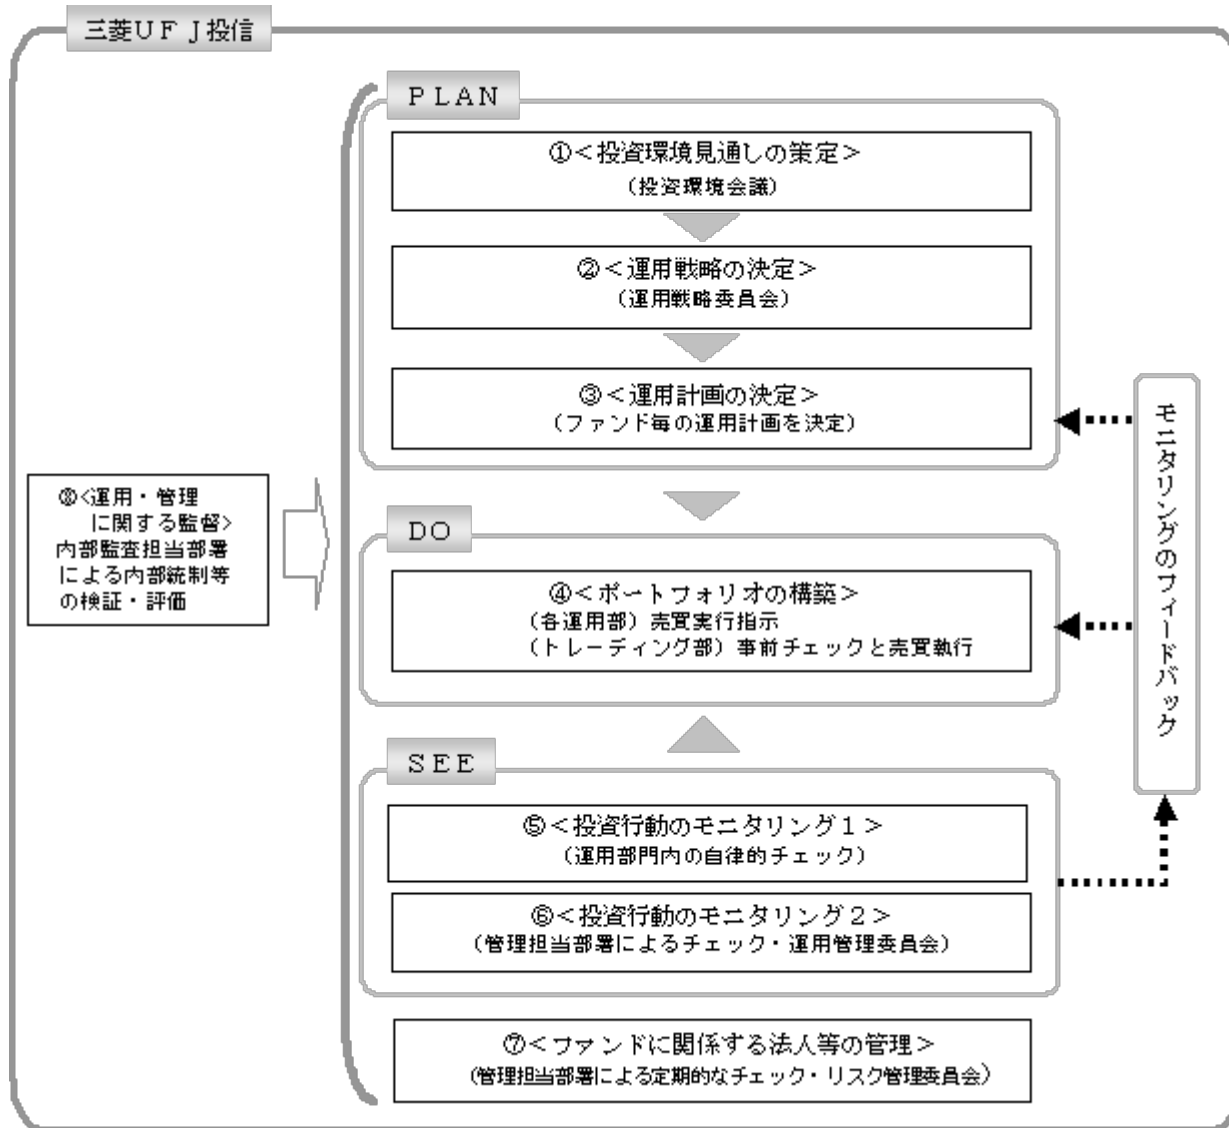 三菱ＵＦＪ投信
ＰＬＡＮ
①＜投資環境見通しの策定＞
（投資環境会議）
②＜運用戦略の決定＞
（運用戦略委員会）
③＜運用計画の決定＞
（ファンド毎の運用計画を決定）
⑧<運用・管理
に関する監督>
内部監査担当部署
による内部統制等
の検証・評価
ＤＯ
④＜ポートフォリオの構築＞
（各運用部）売買実行指示
（トレーディング部）事前チェックと売買執行
モニタリングのフィードバック
ＳＥＥ
⑤＜投資行動のモニタリング１＞
（運用部門内の自律的チェック）
⑥＜投資行動のモニタリング２＞
（管理担当部署によるチェック・運用管理委員会）
⑦＜ファンドに関係する法人等の管理＞
（管理担当部署による定期的なチェック・リスク管理委員会）